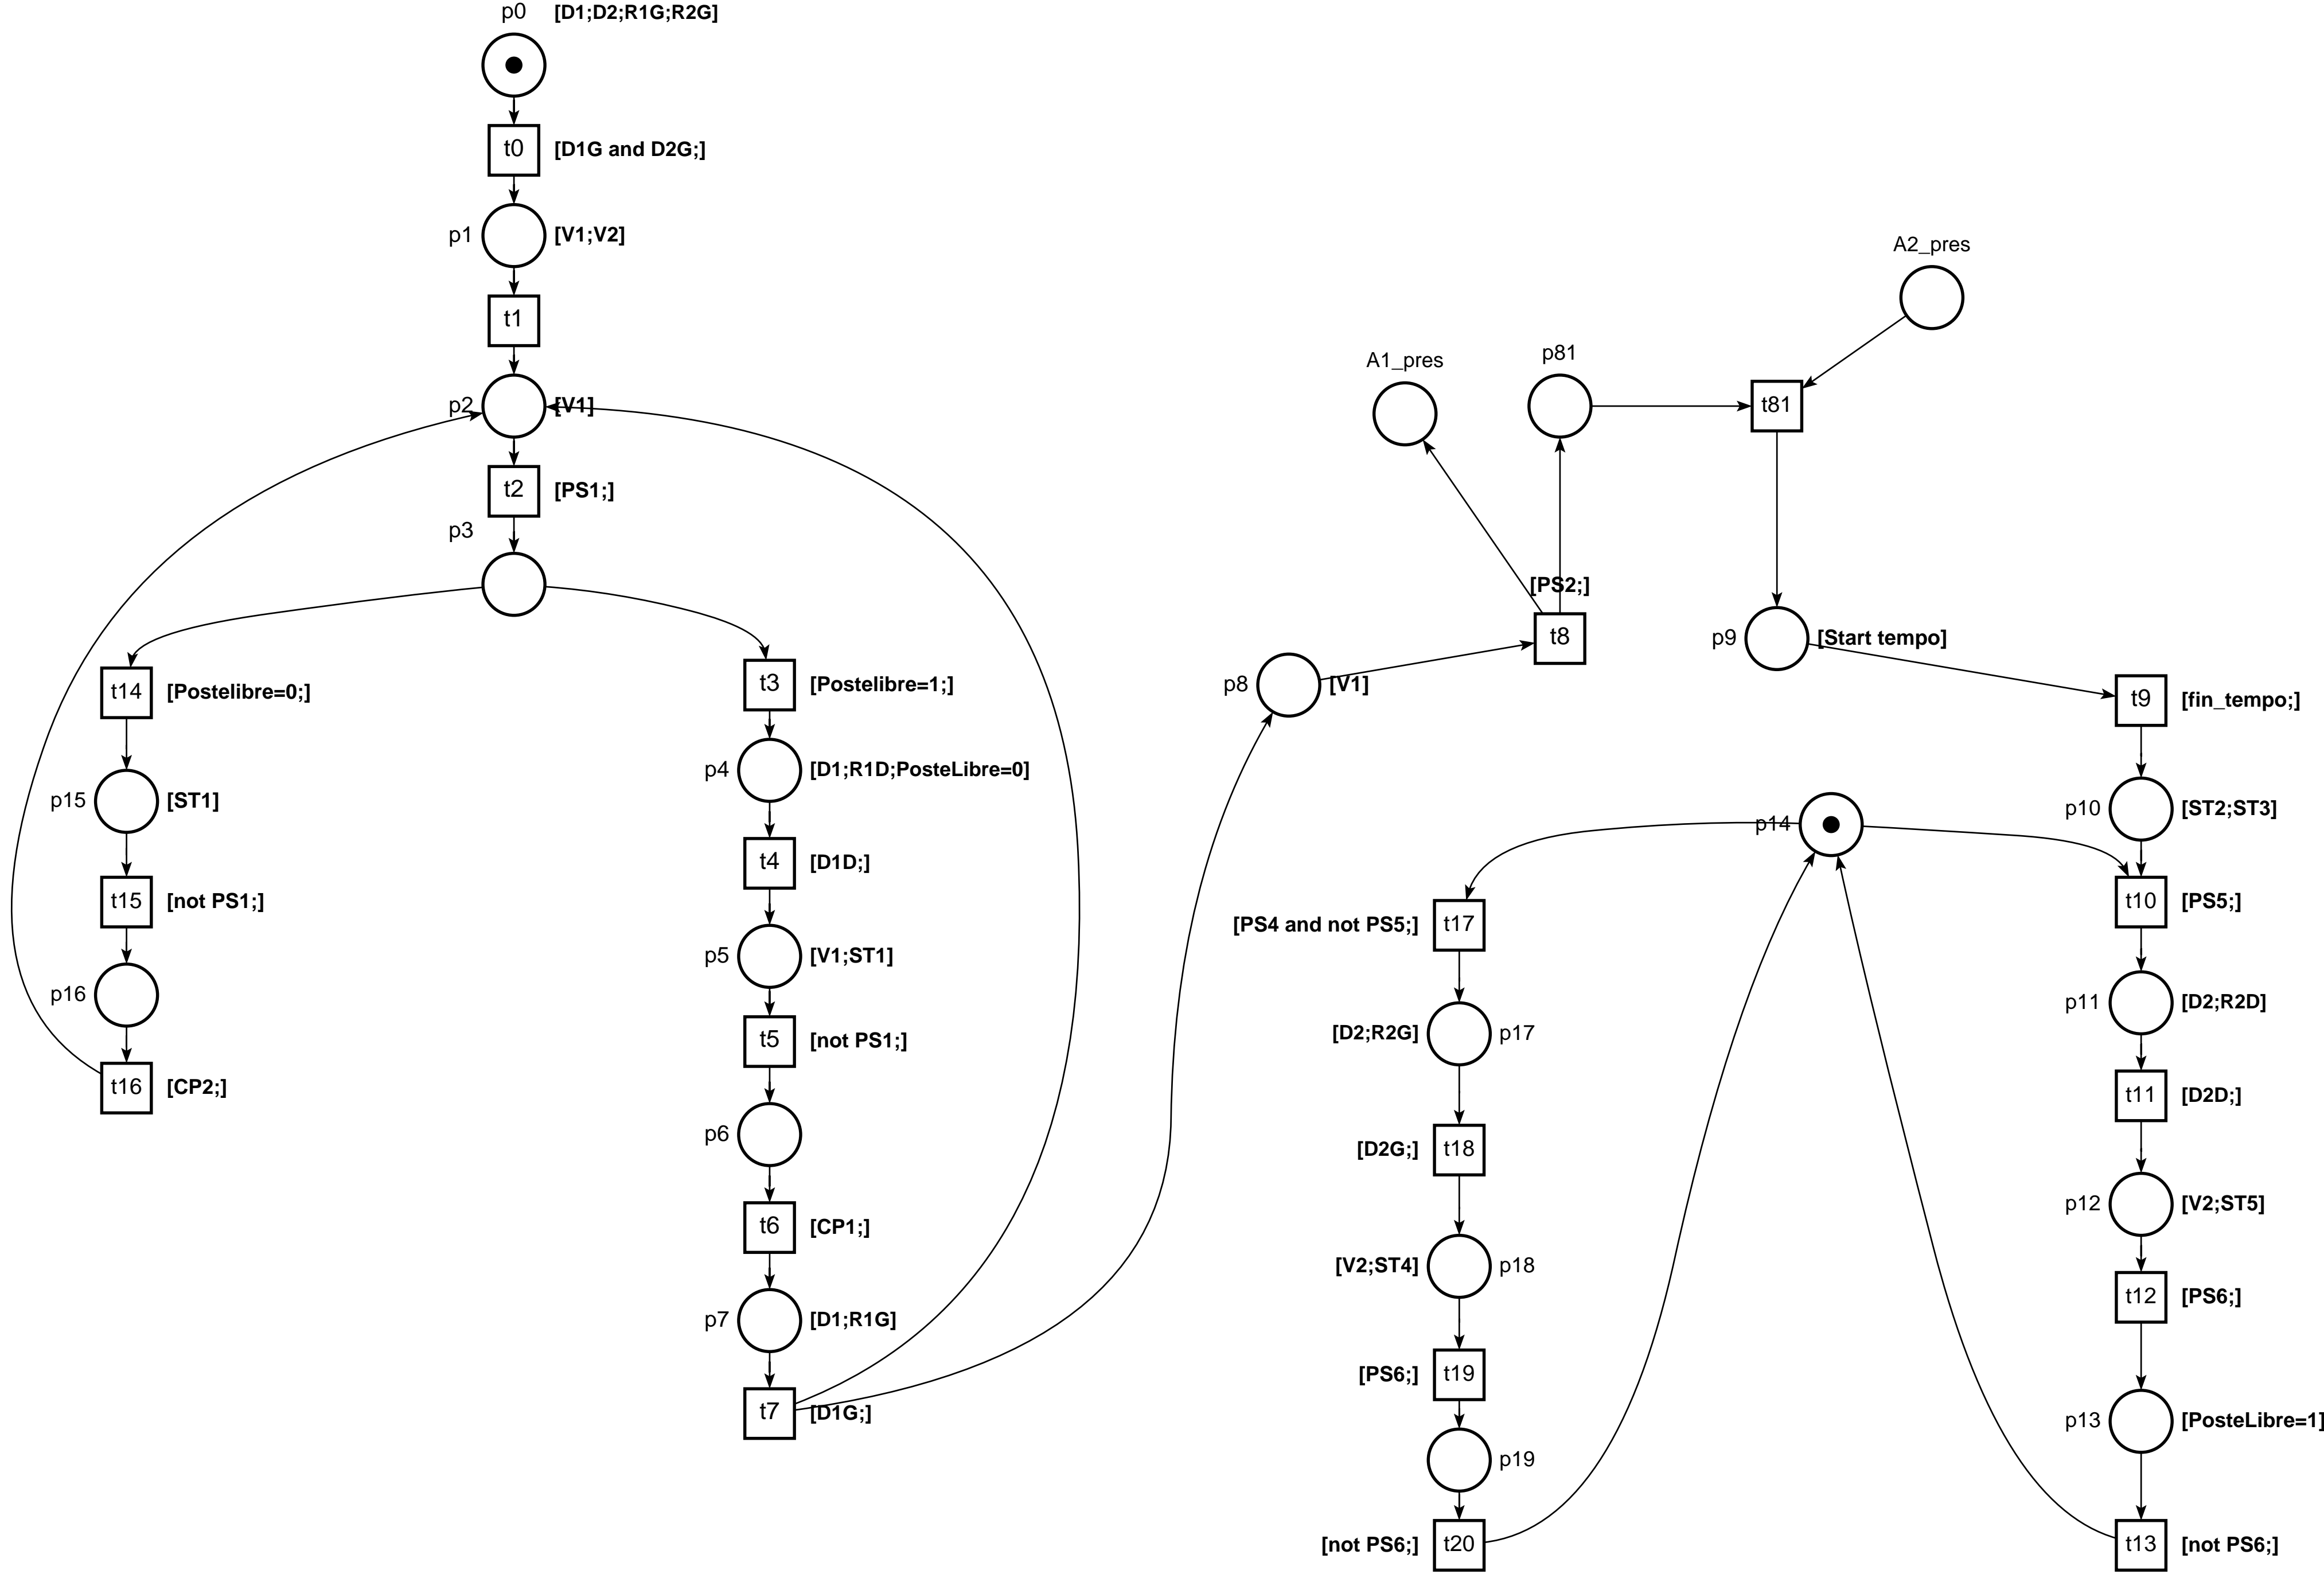 p0 [D1;D2;R1G;R2G]
t0 [D1G and D2G;]
p1 [V1;V2]
t1
p2 [V1]
t2 [PS1;]
p3
t14 [Postelibre=0;]
p15 [ST1]
t15 [not PS1;]
p16
t16 [CP2;]
t3 [Postelibre=1;]
p4 [D1;R1D;PosteLibre=0]
t4 [D1D;]
p5 [V1;ST1]
t5 [not PS1;]
p6
t6 [CP1;]
p7 [D1;R1G]
t7 [D1G;]
p8 [V1]
[PS2;]
t8
A1_pres
p81
A2_pres
t81
p9 [Start tempo]
t9 [fin_tempo;]
p10 [ST2;ST3]
p14
t10 [PS5;]
p11 [D2;R2D]
t11 [D2D;]
p12 [V2;ST5]
t12 [PS6;]
p13 [PosteLibre=1]
t13 [not PS6;]
[PS4 and not PS5;] t17
[D2;R2G] p17
[D2G;] t18
[V2;ST4] p18
[PS6;] t19
p19
[not PS6;] t20